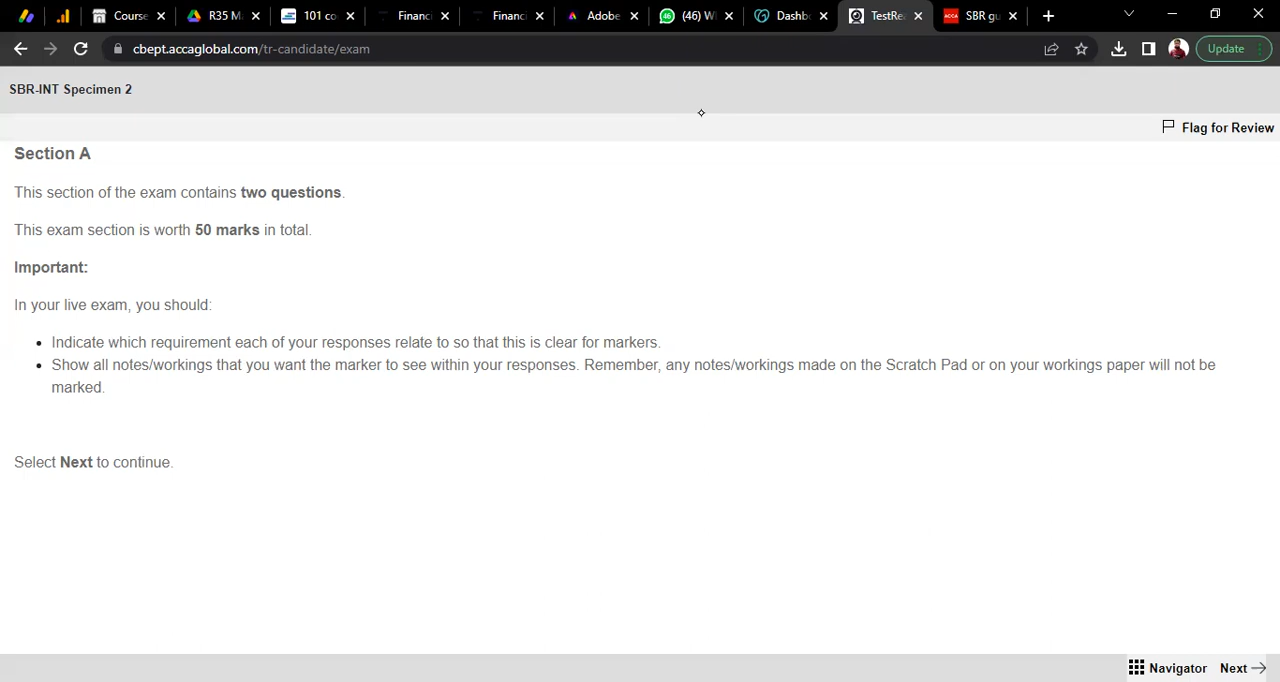 Course
R35 M
101 co
Financi
Financi
Adobe
46
(46) W
Dashb
TestRe
ACCA
SBR gu
cbept.accaglobal.com/tr-candidate/exam
Update
SBR-INT Specimen 2
Flag for Review
Section A
This section of the exam contains two questions.
This exam section is worth 50 marks in total.
Important:
In your live exam, you should:
Indicate which requirement each of your responses relate to so that this is clear for markers.
Show all notes/workings that you want the marker to see within your responses. Remember, any notes/workings made on the Scratch Pad or on your workings paper will not be
marked.
Select Next to continue.
Navigator Next